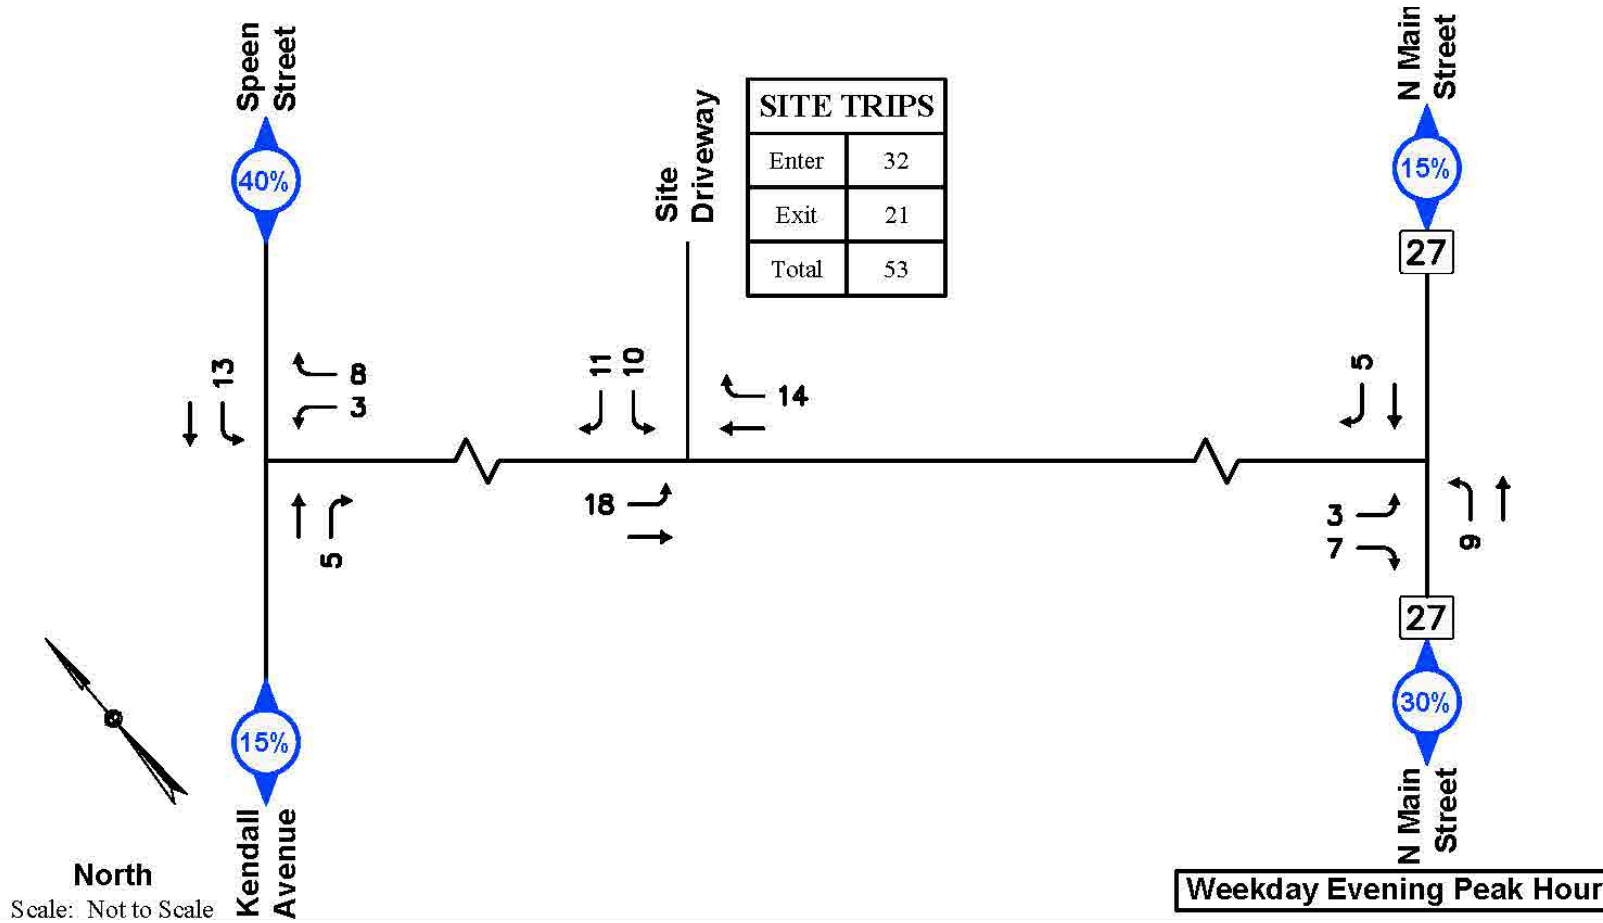 Speen
Street
40%
Site
Driveway
SITE TRIPS
Enter 32
Exit 21
Total 53
N Main
Street
15%
27
13
8
3
11
10
14
5
18
5
3
7
9
27
15%
30%
Kendall
Avenue
N Main
Street
North
Scale: Not to Scale
Weekday Evening Peak Hour